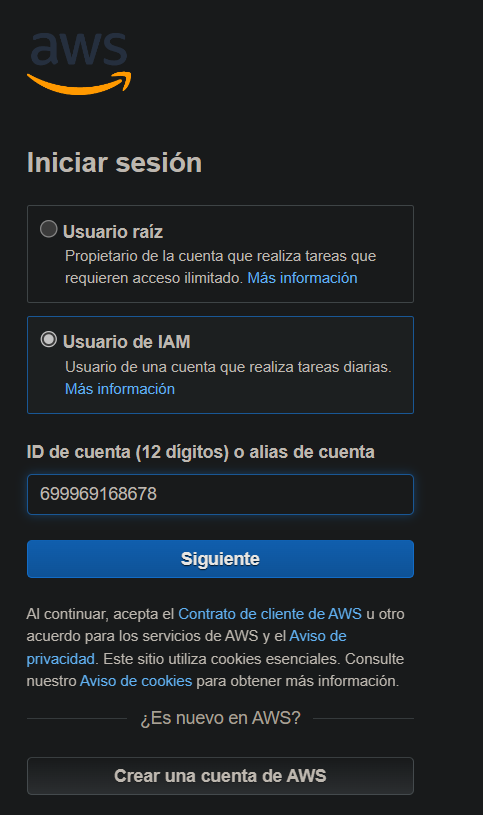 aws
Iniciar sesión
Usuario raíz
Propietario de la cuenta que realiza tareas que
requieren acceso ilimitado. Más información
Usuario de IAM
Usuario de una cuenta que realiza tareas diarias.
Más información
ID de cuenta (12 dígitos) o alias de cuenta
699969168678
Siguiente
Al continuar, acepta el Contrato de cliente de AWS u otro
acuerdo para los servicios de AWS y el Aviso de
privacidad. Este sitio utiliza cookies esenciales. Consulte
nuestro Aviso de cookies para obtener más información.
¿Es nuevo en AWS?
Crear una cuenta de AWS